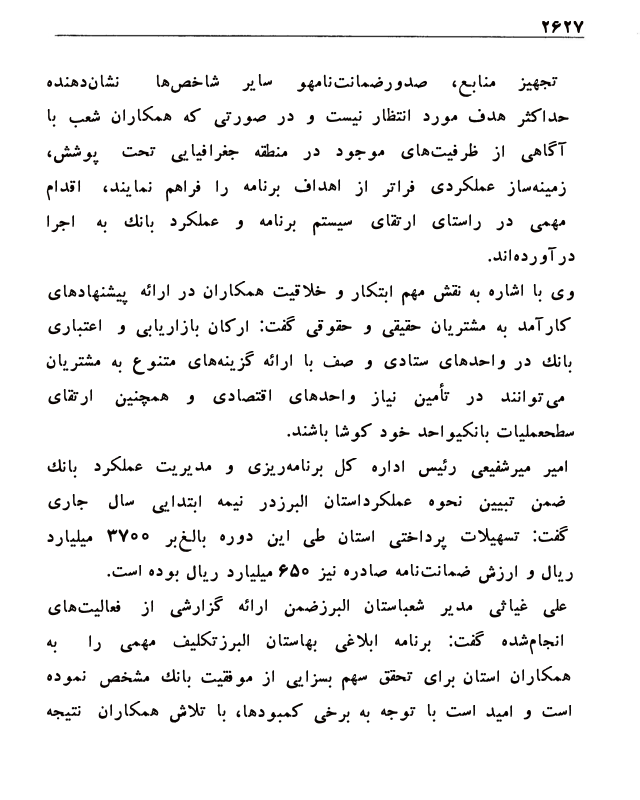 ۲۶۲۷
تجهیز منابع، صدورضمانت‌نامهو سایر شاخص‌ها نشان‌دهنده
حداکثر هدف مورد انتظار نیست و در صورتی که همکاران شعب با
آگاهی از ظرفیت‌های موجود در منطقه جغرافیایی تحت پوشش،
زمینه‌ساز عملکردی فراتر از اهداف برنامه را فراهم نمایند، اقدام
مهمی در راستای ارتقای سیستم برنامه و عملکرد بانك به اجرا
درآورده‌اند.
وی با اشاره به نقش مهم ابتکار و خلاقیت همکاران در ارائه پیشنهادهای
کارآمد به مشتریان حقیقی و حقوقی گفت: ارکان بازاریابی و اعتباری
بانك در واحدهای ستادی و صف با ارائه گزینه‌های متنوع به مشتریان
می‌توانند در تأمین نیاز واحدهای اقتصادی و همچنین ارتقای
سطحعملیات بانکیواحد خود کوشا باشند.
امیر میرشفیعی رئیس اداره کل برنامه‌ریزی و مدیریت عملکرد بانك
ضمن تبیین نحوه عملکرداستان البرزدر نیمه ابتدایی سال جاری
گفت: تسهیلات پرداختی استان طی این دوره بالغ‌بر ۳۷۰۰ میلیارد
ریال و ارزش ضمانت‌نامه صادره نیز ۶۵۰ میلیارد ریال بوده است.
علی غیاثی مدیر شعباستان البرزضمن ارائه گزارشی از فعالیت‌های
انجام‌شده گفت: برنامه ابلاغی بهاستان البرزتکلیف مهمی را به
همکاران استان برای تحقق سهم بسزایی از موفقیت بانك مشخص نموده
است و امید است با توجه به برخی کمبودها، با تلاش همکاران نتیجه